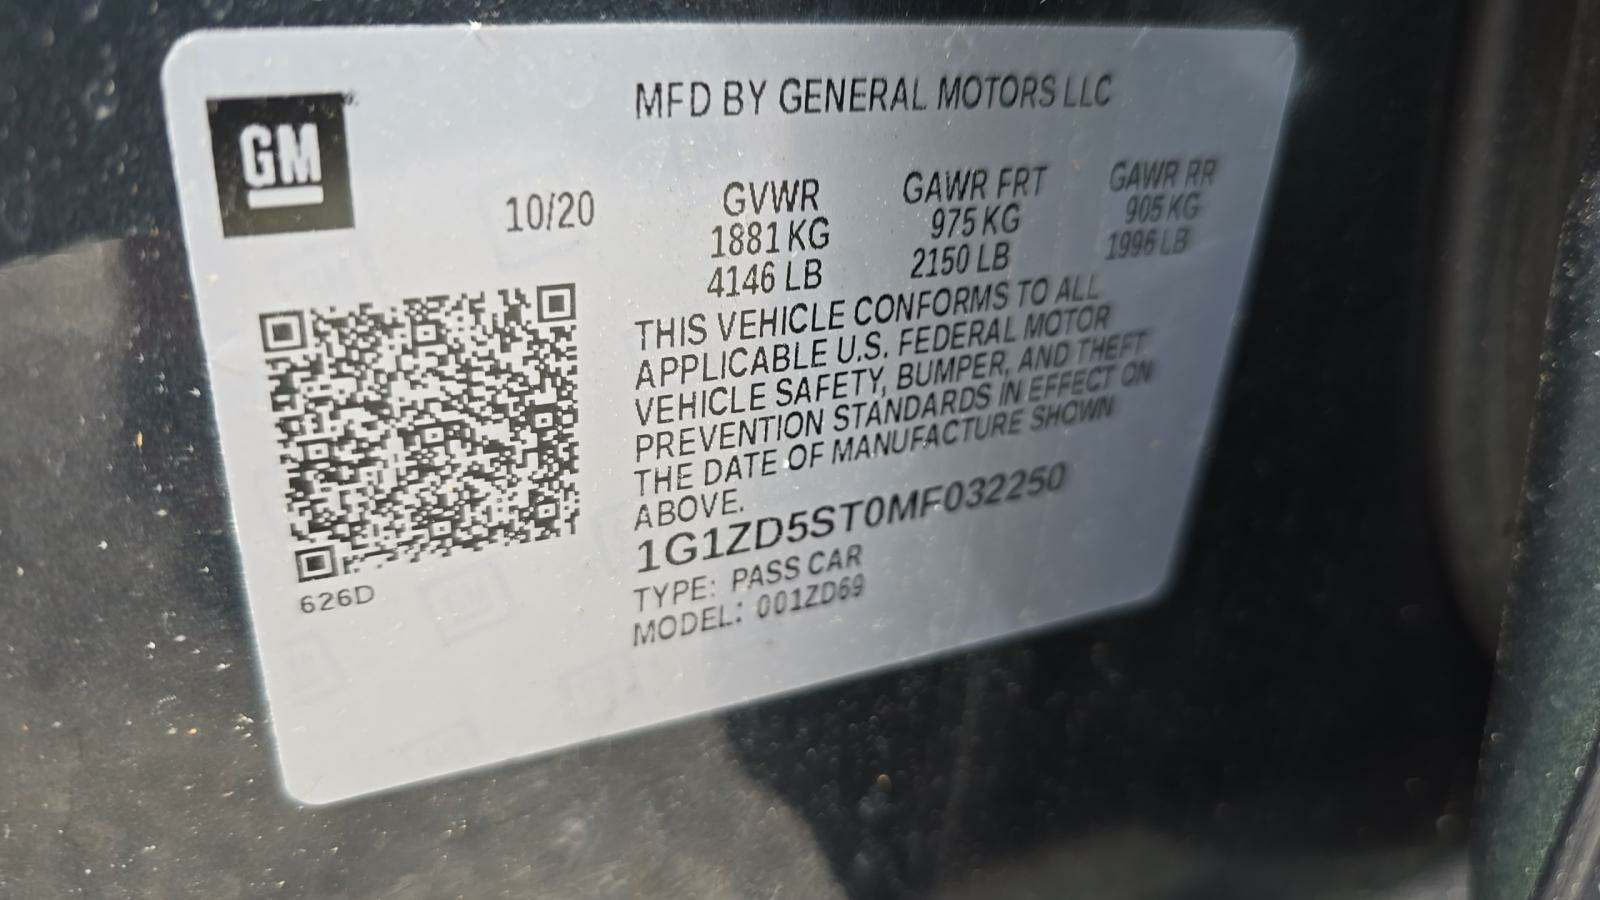 GM
MFD BY GENERAL MOTORS LLC
10/20
GVWR
1881 KG
4146 LB
GAWR FRT
975 KG
2150 LB
GAWR RR
905 KG
1996 LB
THIS VEHICLE CONFORMS TO ALL
APPLICABLE U.S. FEDERAL MOTOR
VEHICLE SAFETY, BUMPER, AND THEFT
PREVENTION STANDARDS IN EFFECT ON
THE DATE OF MANUFACTURE SHOWN
ABOVE.
1G1ZD5ST0MF032250
TYPE: PASS CAR
MODEL: 001ZD69
626D